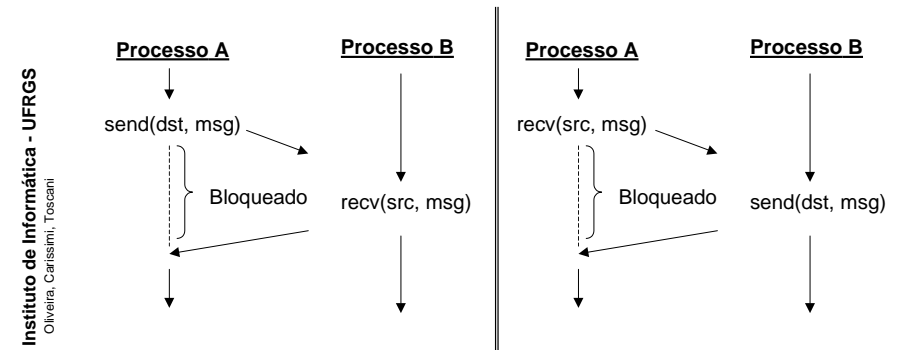 Instituto de Informática - UFRGS
Oliveira, Carissimi, Toscani
Processo A
Processo B
send(dst, msg)
Bloqueado
recv(src, msg)
Processo A
Processo B
recv(src, msg)
Bloqueado
send(dst, msg)